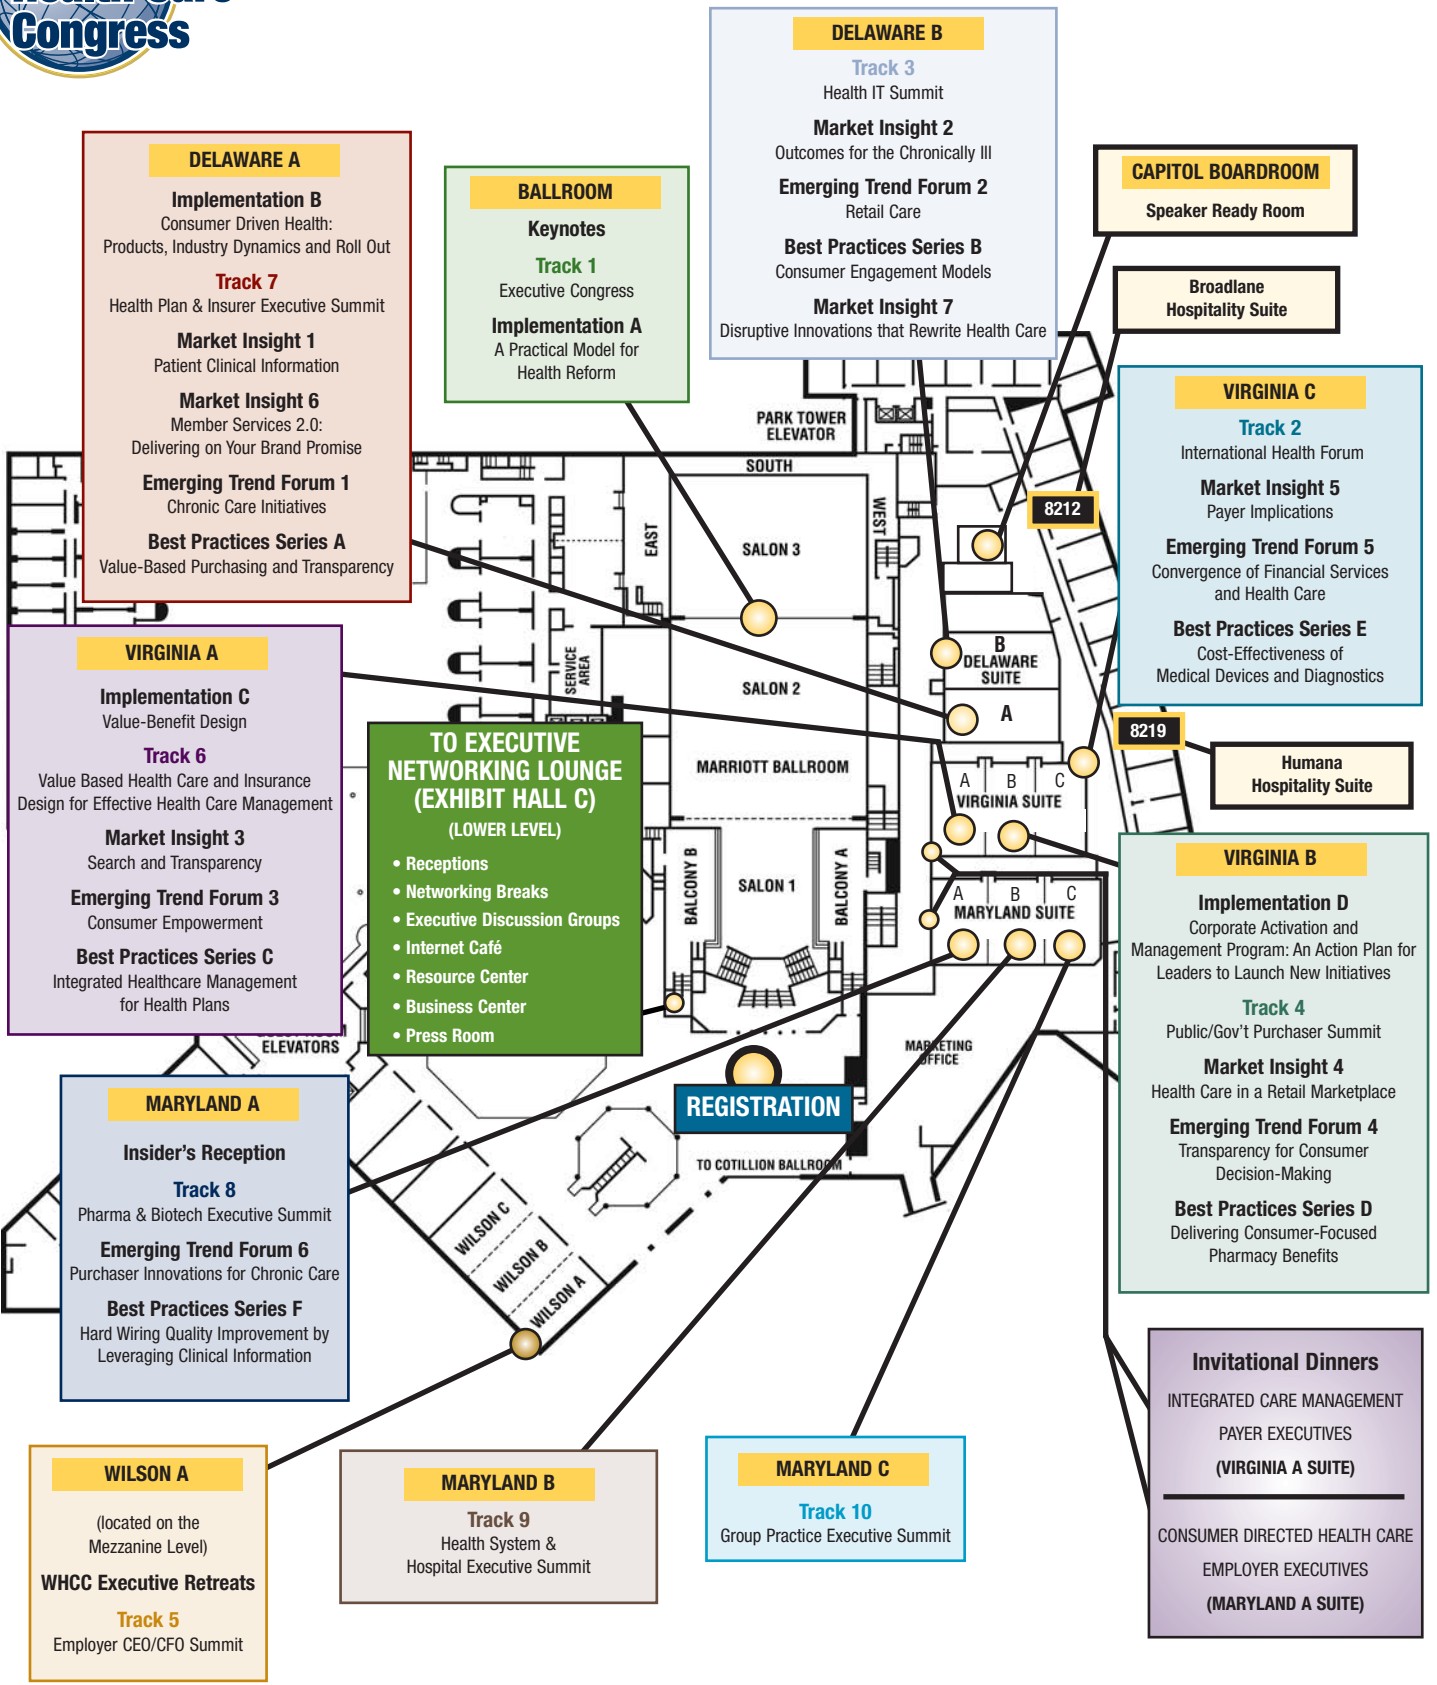 Health Care
Congress
DELAWARE B
Track 3
Health IT Summit
Market Insight 2
Outcomes for the Chronically Ill
Emerging Trend Forum 2
Retail Care
Best Practices Series B
Consumer Engagement Models
Market Insight 7
Disruptive Innovations that Rewrite Health Care
DELAWARE A
Implementation B
Consumer Driven Health:
Products, Industry Dynamics and Roll Out
Track 7
Health Plan & Insurer Executive Summit
Market Insight 1
Patient Clinical Information
Market Insight 6
Member Services 2.0:
Delivering on Your Brand Promise
Emerging Trend Forum 1
Chronic Care Initiatives
Best Practices Series A
Value-Based Purchasing and Transparency
BALLROOM
Keynotes
Track 1
Executive Congress
Implementation A
A Practical Model for
Health Reform
CAPITOL BOARDROOM
Speaker Ready Room
Broadlane
Hospitality Suite
VIRGINIA C
Track 2
International Health Forum
Market Insight 5
Payer Implications
Emerging Trend Forum 5
Convergence of Financial Services
and Health Care
Best Practices Series E
Cost-Effectiveness of
Medical Devices and Diagnostics
PARK TOWER
ELEVATOR
SOUTH
EAST
WEST
SALON 3
8212
SERVICE
AREA
SALON 2
B
DELAWARE
SUITE
A
8219
Humana
Hospitality Suite
MARRIOTT BALLROOM
A B C
VIRGINIA SUITE
BALCONY B
SALON 1
BALCONY A
A B C
MARYLAND SUITE
VIRGINIA A
Implementation C
Value-Benefit Design
Track 6
Value Based Health Care and Insurance
Design for Effective Health Care Management
Market Insight 3
Search and Transparency
Emerging Trend Forum 3
Consumer Empowerment
Best Practices Series C
Integrated Healthcare Management
for Health Plans
TO EXECUTIVE
NETWORKING LOUNGE
(EXHIBIT HALL C)
(LOWER LEVEL)
• Receptions
• Networking Breaks
• Executive Discussion Groups
• Internet Café
• Resource Center
• Business Center
• Press Room
VIRGINIA B
Implementation D
Corporate Activation and
Management Program: An Action Plan for
Leaders to Launch New Initiatives
Track 4
Public/Gov't Purchaser Summit
Market Insight 4
Health Care in a Retail Marketplace
Emerging Trend Forum 4
Transparency for Consumer
Decision-Making
Best Practices Series D
Delivering Consumer-Focused
Pharmacy Benefits
ELEVATORS
MARKETING
OFFICE
REGISTRATION
TO COTILLION BALLROOM
MARYLAND A
Insider's Reception
Track 8
Pharma & Biotech Executive Summit
Emerging Trend Forum 6
Purchaser Innovations for Chronic Care
Best Practices Series F
Hard Wiring Quality Improvement by
Leveraging Clinical Information
WILSON C
WILSON B
WILSON A
Invitational Dinners
INTEGRATED CARE MANAGEMENT
PAYER EXECUTIVES
(VIRGINIA A SUITE)
CONSUMER DIRECTED HEALTH CARE
EMPLOYER EXECUTIVES
(MARYLAND A SUITE)
WILSON A
(located on the
Mezzanine Level)
WHCC Executive Retreats
Track 5
Employer CEO/CFO Summit
MARYLAND B
Track 9
Health System &
Hospital Executive Summit
MARYLAND C
Track 10
Group Practice Executive Summit